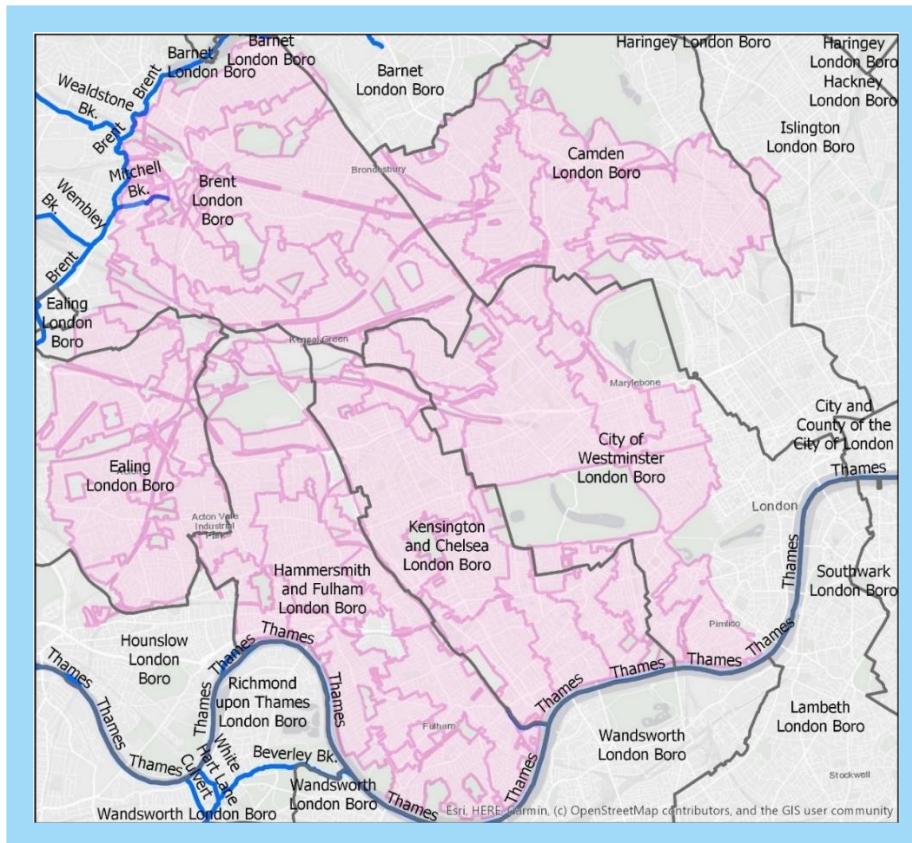 Barnet
London Boro
Barnet
London Boro
Haringey London Boro
Haringey
London Boro
Hackney
London Boro
Barnet
London Boro
Islington
London Boro
Wealdstone
Bk.
Brent
Brent
Mitchell
Bk.
Wembley
Bk.
Brent
Brent
London
Boro
Brondesbury
Camden
London Boro
Ealing
London
Boro
Kensal Green
Marylebone
City and
County of the
City of London
City of
Westminster
London Boro
Thames
Ealing
London Boro
London
Acton Vale
Industrial
Park
Kensington
and Chelsea
London Boro
Hammersmith
and Fulham
London Boro
Thames
Southwark
London Boro
Pimlico
Hounslow
London
Boro
Thames
Thames
Thames
Thames
Thames
Thames
Thames
Richmond
upon Thames
London Boro
Thames
Thames
Thames
Fulham
Wandsworth
London Boro
Lambeth
London Boro
White
Hart Lane
Culvert
Beverley Bk.
Thames
Stockwell
Wandsworth London Boro
Wandsworth
London Boro
Thames
Thames
Esri, HERE, Garmin, (c) OpenStreetMap contributors, and the GIS user community